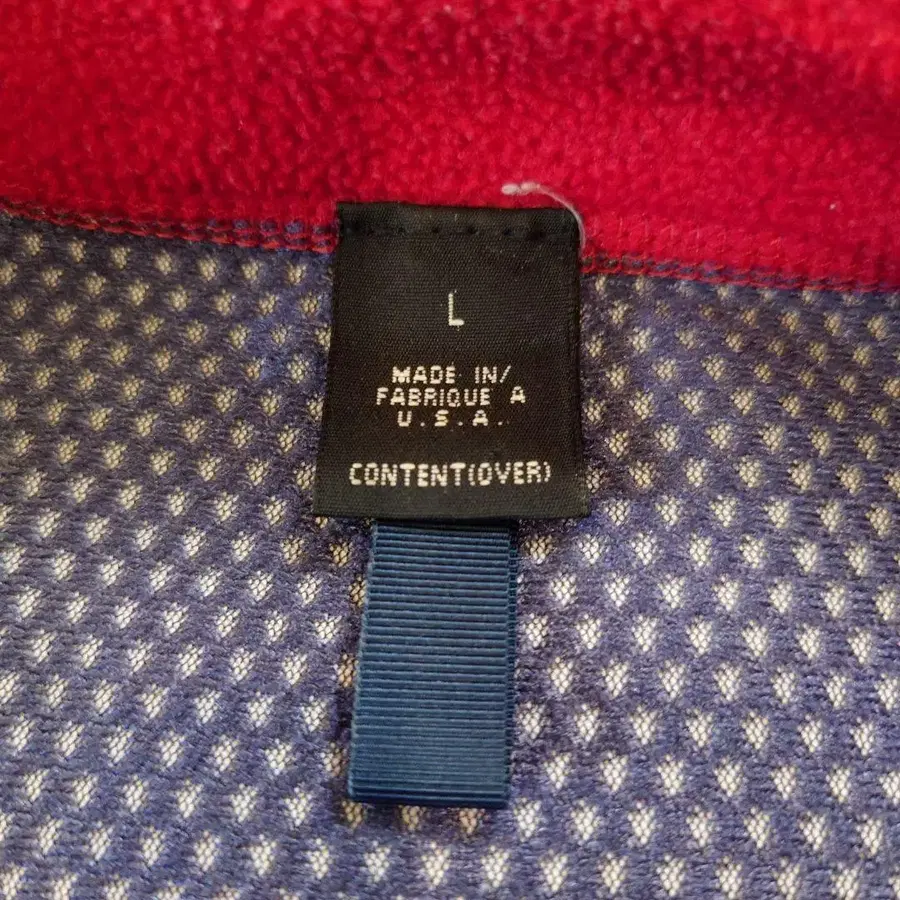 L
MADE IN/
FABRIQUE A
U.S.A.
CONTENT(OVER)